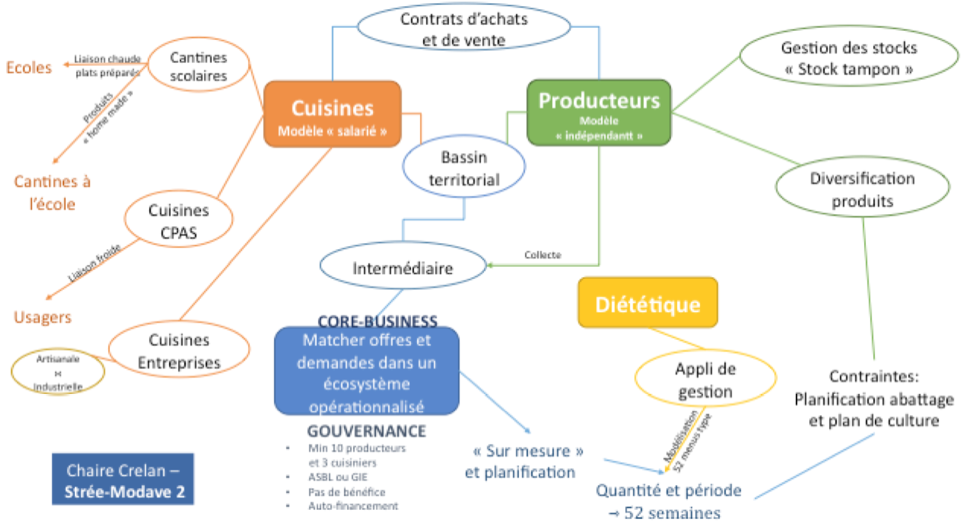 Contrats d'achats
et de vente
Ecoles
Liaison chaude
plats préparés
Cantines
scolaires
Gestion des stocks
« Stock tampon »
Cuisines
Modèle « salarié »
Producteurs
Modèle
« indépendantt »
Produits
« home made »
Bassin
territorial
Cantines à
l'école
Diversification
produits
Cuisines
CPAS
Liaison froide
Intermédiaire
Collecte
Usagers
Diététique
CORE-BUSINESS
Matcher offres et
demandes dans un
écosystème
opérationnalisé
Cuisines
Entreprises
Artisanale
Industrielle
Appli de
gestion
Contraintes:
Planification abattage
et plan de culture
Modélisation
52 menus type
GOUVERNANCE
• Min 10 producteurs
et 3 cuisiniers
• ASBL ou GIE
• Pas de bénéfice
• Auto-financement
« Sur mesure »
et planification
Quantité et période
→ 52 semaines
Chaire Crelan –
Strée-Modave 2